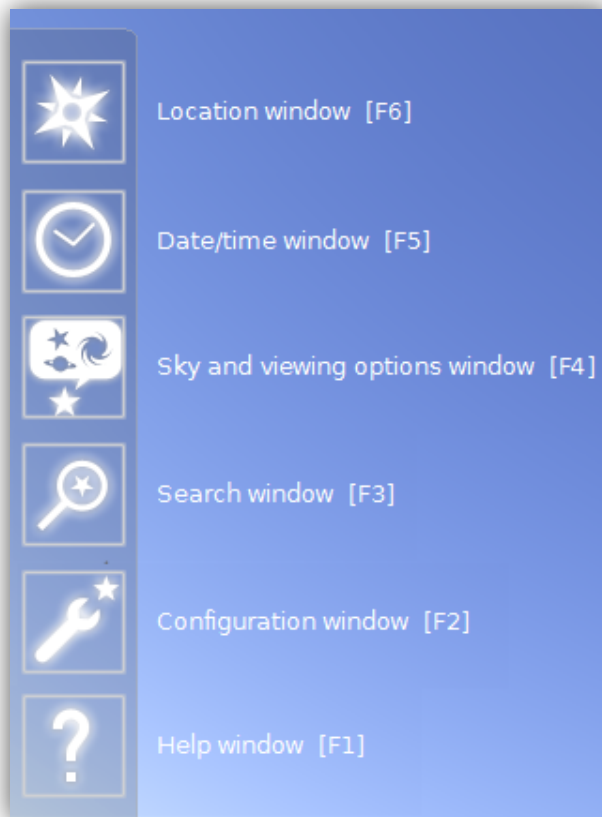 Location window [F6]
Date/time window [F5]
Sky and viewing options window [F4]
Search window [F3]
Configuration window [F2]
Help window [F1]